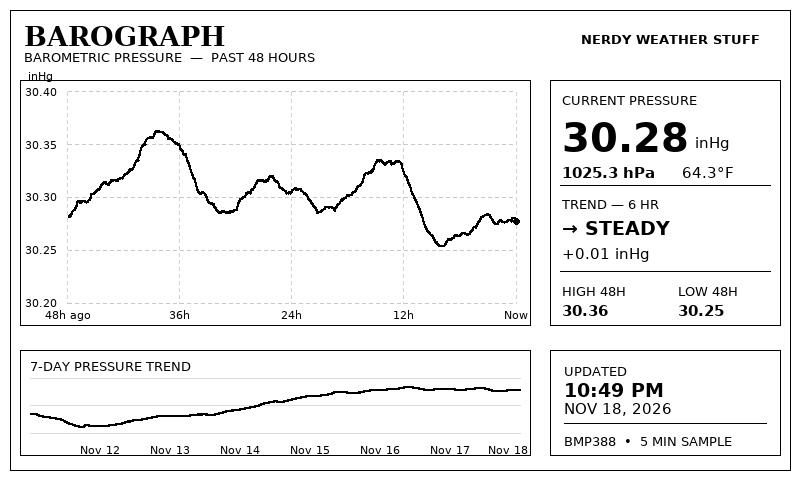 BAROGRAPH
BAROMETRIC PRESSURE — PAST 48 HOURS
NERDY WEATHER STUFF
inHg
30.40
30.35
30.30
30.25
30.20
48h ago 36h 24h 12h Now
CURRENT PRESSURE
30.28 inHg
1025.3 hPa 64.3°F
TREND — 6 HR
→ STEADY
+0.01 inHg
HIGH 48H LOW 48H
30.36 30.25
7-DAY PRESSURE TREND
Nov 12 Nov 13 Nov 14 Nov 15 Nov 16 Nov 17 Nov 18
UPDATED
10:49 PM
NOV 18, 2026
BMP388 • 5 MIN SAMPLE